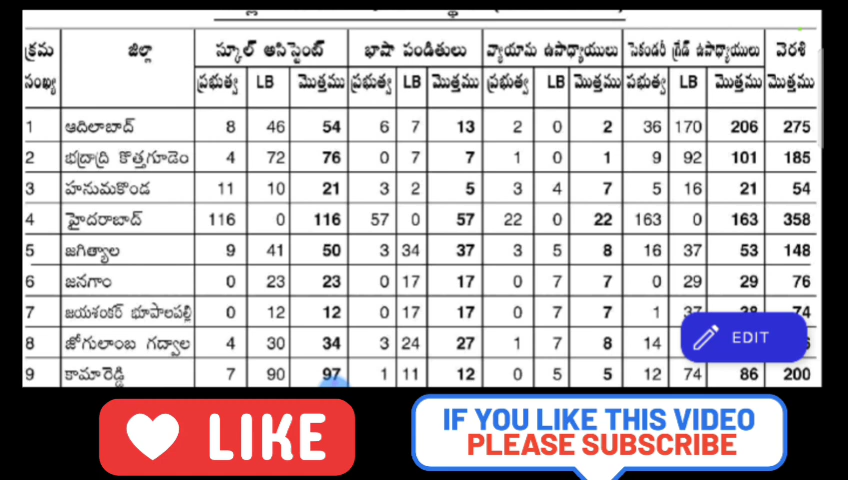 క్రమ సంఖ్య జిల్లా స్కూల్ అసిస్టెంట్ భాషా పండితులు వ్యాయామ ఉపాధ్యాయులు సెకండరీ గ్రేడ్ ఉపాధ్యాయులు వెరశి
ప్రభుత్వ LB మొత్తము ప్రభుత్వ LB మొత్తము ప్రభుత్వ LB మొత్తము ప్రభుత్వ LB మొత్తము మొత్తము
1 ఆదిలాబాద్ 8 46 54 6 7 13 2 0 2 36 170 206 275
2 భద్రాద్రి కొత్తగూడెం 4 72 76 0 7 7 1 0 1 9 92 101 185
3 హనుమకొండ 11 10 21 3 2 5 3 4 7 5 16 21 54
4 హైదరాబాద్ 116 0 116 57 0 57 22 0 22 163 0 163 358
5 జగిత్యాల 9 41 50 3 34 37 3 5 8 16 37 53 148
6 జనగాం 0 23 23 0 17 17 0 7 7 0 29 29 76
7 జయశంకర్ భూపాలపల్లి 0 12 12 0 17 17 0 7 7 1 37 38 74
8 జోగులాంబ గద్వాల 4 30 34 3 24 27 1 7 8 14
EDIT
9 కామారెడ్డి 7 90 97 1 11 12 0 5 5 12 74 86 200
LIKE
IF YOU LIKE THIS VIDEO
PLEASE SUBSCRIBE